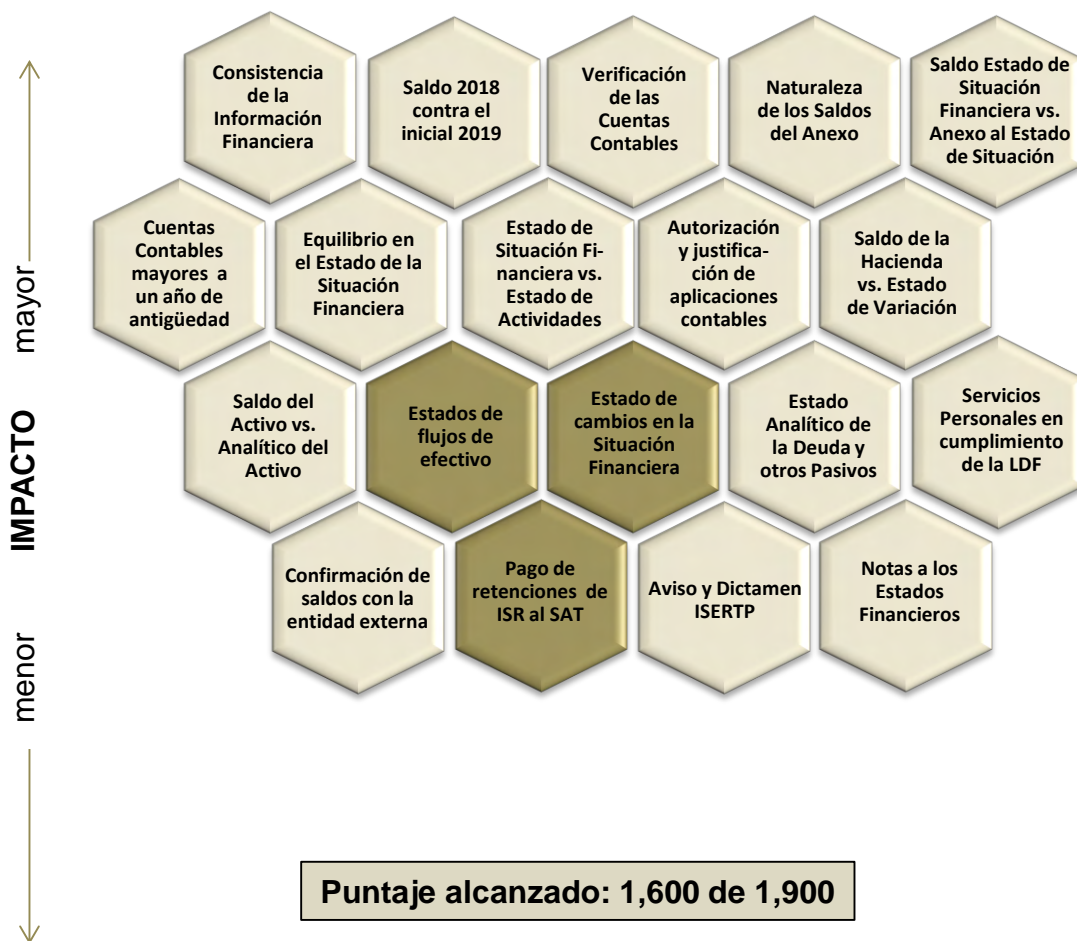 Consistencia
de la
Información
Financiera
Saldo 2018
contra el
inicial 2019
Verificación
de las
Cuentas
Contables
Naturaleza
de los Saldos
del Anexo
Saldo Estado de
Situación
Financiera vs.
Anexo al Estado
de Situación
Cuentas
Contables
mayores a
un año de
antigüedad
Equilibrio en
el Estado de la
Situación
Financiera
Estado de
Situación Fi-
nanciera vs.
Estado de
Actividades
Autorización
y justifica-
ción de
aplicaciones
contables
Saldo de la
Hacienda
vs. Estado
de Variación
Saldo del
Activo vs.
Analítico del
Activo
Estados de
flujos de
efectivo
Estado de
cambios en la
Situación
Financiera
Estado
Analítico de
la Deuda y
otros Pasivos
Servicios
Personales en
cumplimiento
de la LDF
Confirmación de
saldos con la
entidad externa
Pago de
retenciones de
ISR al SAT
Aviso y Dictamen
ISERTP
Notas a los
Estados
Financieros
mayor
IMPACTO
menor
Puntaje alcanzado: 1,600 de 1,900